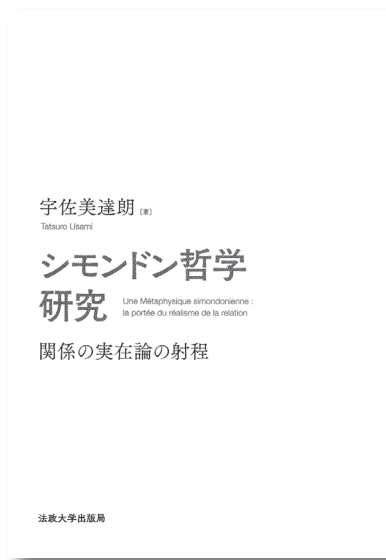 宇佐美達朗 [著]
Tatsuro Usami
シモンドン哲学
研究
Une Métaphysique simondonienne :
la portée du réalisme de la relation
関係の実在論の射程
法政大学出版局